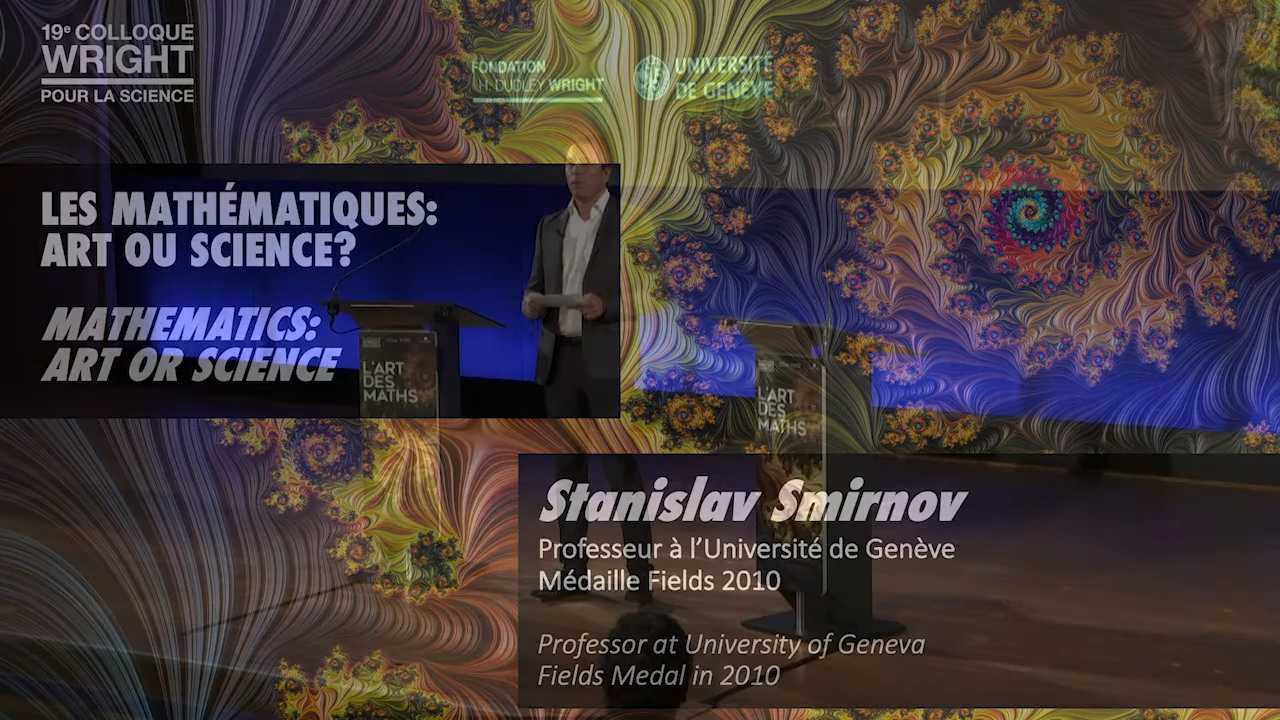 19e COLLOQUE
WRIGHT
POUR LA SCIENCE
FONDATION
H. DUDLEY WRIGHT
UNIVERSITÉ
DE GENÈVE
LES MATHÉMATIQUES:
ART OU SCIENCE?
MATHEMATICS:
ART OR SCIENCE
L'ART
DES
MATHS
L'ART
DES
MATHS
Stanislav Smirnov
Professeur à l’Université de Genève
Médaille Fields 2010
Professor at University of Geneva
Fields Medal in 2010